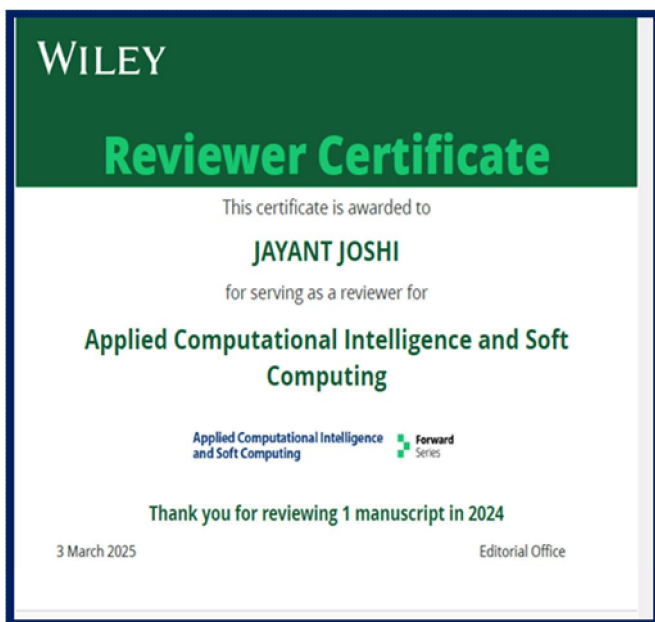 WILEY
Reviewer Certificate
This certificate is awarded to
JAYANT JOSHI
for serving as a reviewer for
Applied Computational Intelligence and Soft
Computing
Applied Computational Intelligence
and Soft Computing
Forward
Series
Thank you for reviewing 1 manuscript in 2024
3 March 2025
Editorial Office